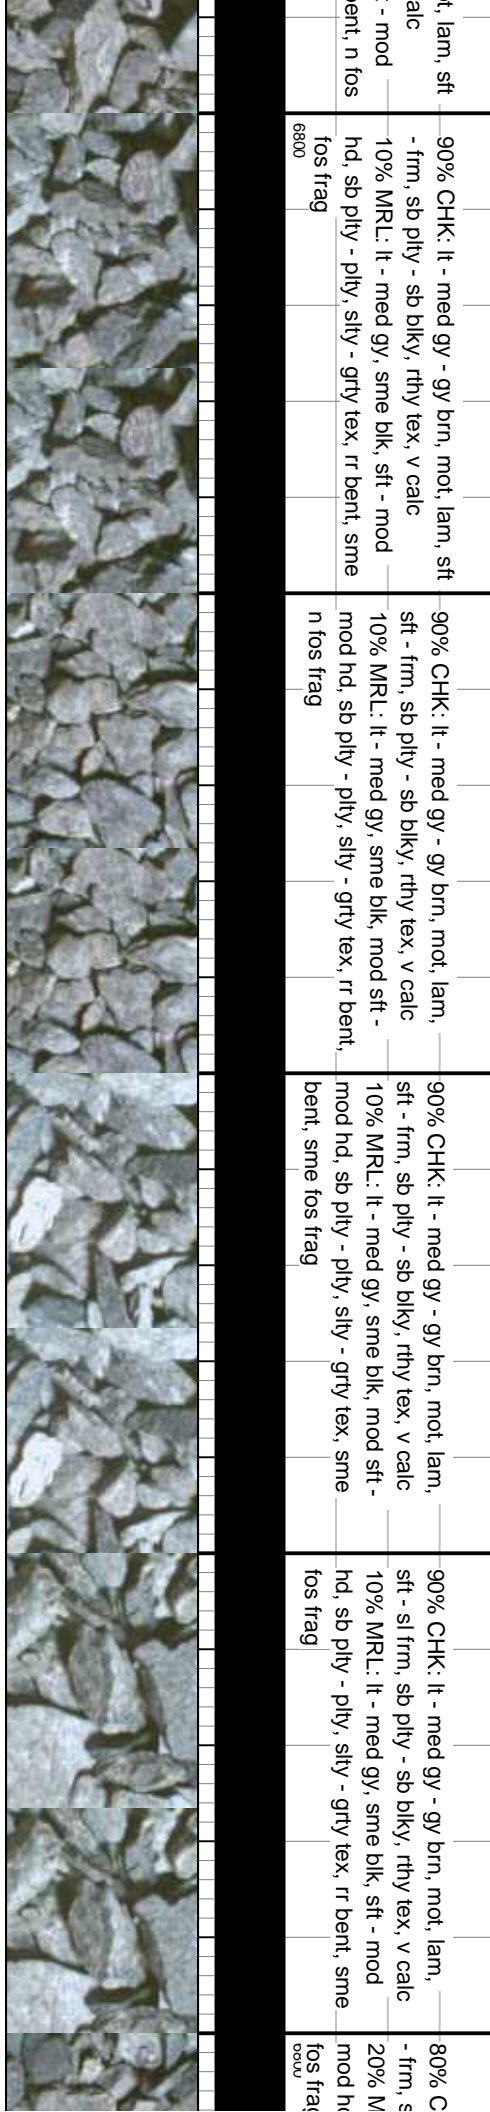 lam, sft
alc
- mod
ent, n fos
90% CHK: lt - med gy - gy brn, mot, lam, sft
- frm, sb plty - sb blky, rthy tex, v calc
10% MRL: lt - med gy, sme blk, sft - mod
hd, sb plty - plty, slty - grty tex, rr bent, sme
fos frag
6800
90% CHK: lt - med gy - gy brn, mot, lam,
sft - frm, sb plty - sb blky, rthy tex, v calc
10% MRL: lt - med gy, sme blk, mod sft -
mod hd, sb plty - plty, slty - grty tex, rr bent,
n fos frag
90% CHK: lt - med gy - gy brn, mot, lam,
sft - frm, sb plty - sb blky, rthy tex, v calc
10% MRL: lt - med gy, sme blk, mod sft -
mod hd, sb plty - plty, slty - grty tex, sme
bent, sme fos frag
90% CHK: lt - med gy - gy brn, mot, lam,
sft - sl frm, sb plty - sb blky, rthy tex, v calc
10% MRL: lt - med gy, sme blk, sft - mod
hd, sb plty - plty, slty - grty tex, rr bent, sme
fos frag
80% C
- frm, s
20% M
mod h
fos frag